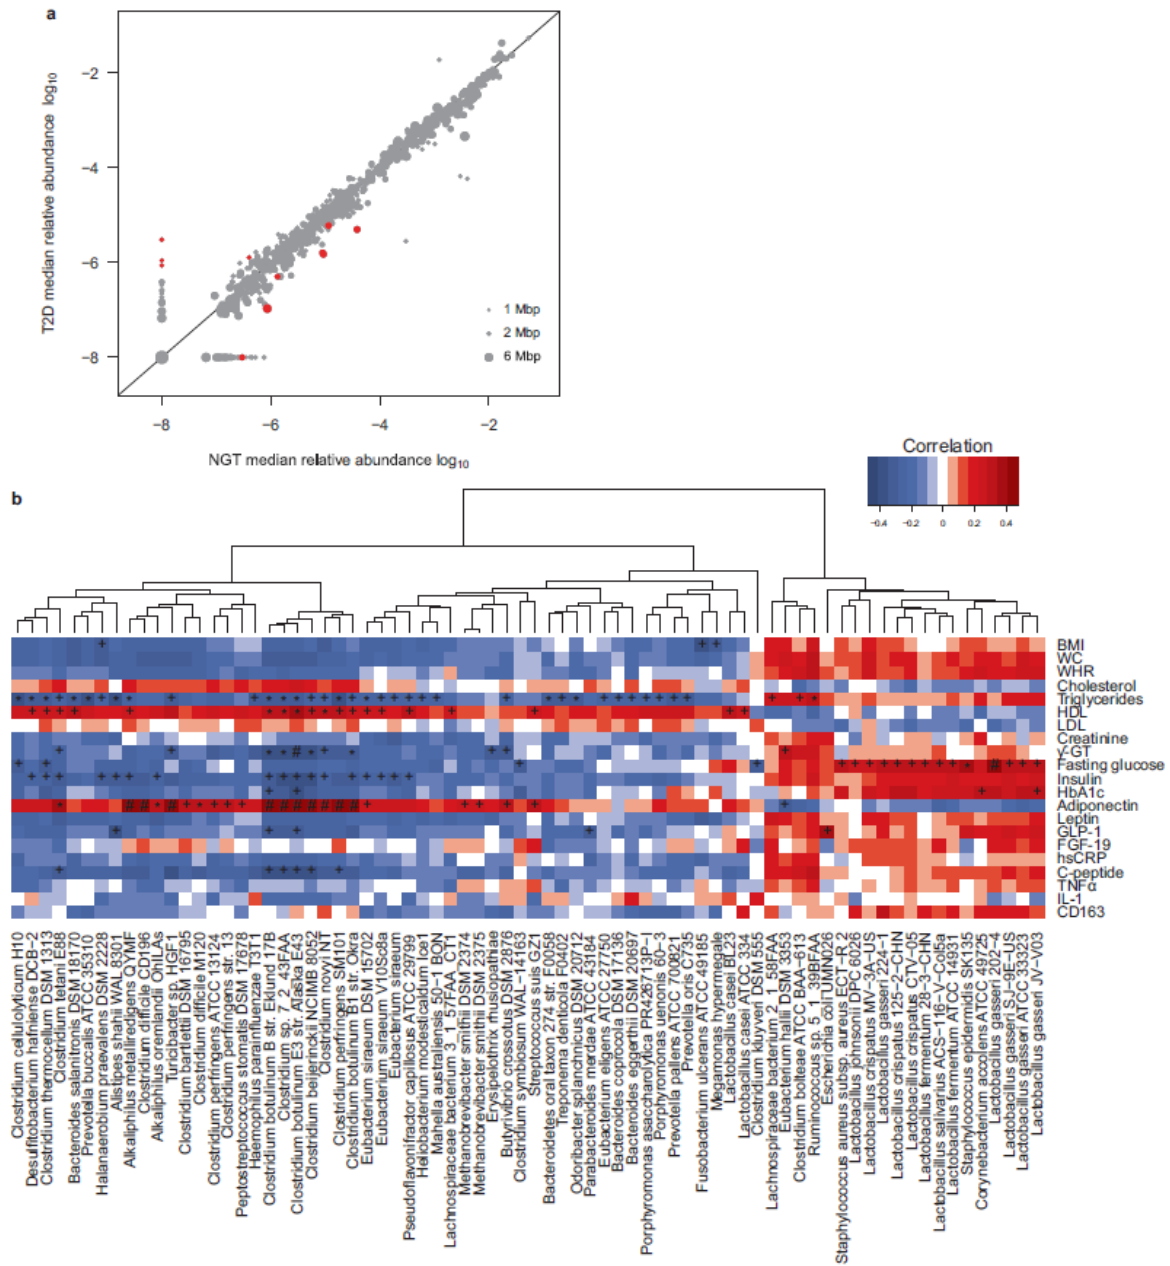 a
T2D median relative abundance log10
−2
−4
−6
−8
1 Mbp
2 Mbp
6 Mbp
−8
−6
−4
−2
NGT median relative abundance log10
Correlation
−0.4
−0.2
0
0.2
0.4
b
BMI
WC
WHR
Cholesterol
Triglycerides
HDL
LDL
Creatinine
γ-GT
Fasting glucose
Insulin
HbA1c
Adiponectin
Leptin
GLP-1
FGF-19
hsCRP
C-peptide
TNFα
IL-1
CD163
Clostridium cellulolyticum H10
Desulfitobacterium hafniense DCB-2
Clostridium thermocellum DSM 1313
Clostridium tetani E88
Bacteroides salanitronis DSM 18170
Prevotella buccalis ATCC 35310
Halanaerobium praevalens DSM 2228
Alistipes shahii WAL 8301
Alkaliphilus metalliredigens QYMF
Clostridium difficile CD196
Alkaliphilus oremlandii OhILAs
Turicibacter sp. HGF1
Clostridium bartlettii DSM 16795
Clostridium difficile M120
Clostridium perfringens ATCC 13124
Clostridium perfringens str. 13
Peptostreptococcus stomatis DSM 17678
Haemophilus parainfluenzae T3T1
Clostridium botulinum B str. Eklund 17B
Clostridium sp. 7_2_43FAA
Clostridium botulinum E3 str. Alaska E43
Clostridium beijerinckii NCIMB 8052
Clostridium novyi NT
Clostridium perfringens SM101
Clostridium botulinum B1 str. Okra
Eubacterium siraeum DSM 15702
Eubacterium siraeum V10Sc8a
Eubacterium siraeum
Pseudoflavonifractor capillosus ATCC 29799
Heliobacterium modesticaldum Ice1
Mahella australiensis 50-1 BON
Lachnospiraceae bacterium 3_1_57FAA_CT1
Methanobrevibacter smithii DSM 2374
Methanobrevibacter smithii DSM 2375
Erysipelothrix rhusiopathiae
Butyrivibrio crossotus DSM 2876
Clostridium symbiosum WAL-14163
Streptococcus suis GZ1
Bacteroidetes oral taxon 274 str. F0058
Treponema denticola F0402
Odoribacter splanchnicus DSM 20712
Parabacteroides merdae ATCC 43184
Eubacterium eligens ATCC 27750
Bacteroides coprocola DSM 17136
Bacteroides eggerthii DSM 20697
Porphyromonas asaccharolytica PR426713P-I
Porphyromonas uenonis 60-3
Prevotella pallens ATCC 700821
Prevotella oris C735
Fusobacterium ulcerans ATCC 49185
Megamonas hypermegale
Lactobacillus casei BL23
Lactobacillus casei ATCC 334
Clostridium kluyveri DSM 555
Lachnospiraceae bacterium 2_1_58FAA
Eubacterium hallii DSM 3353
Clostridium bolteae ATCC BAA-613
Ruminococcus sp. 5_1_39BFAA
Escherichia coli UMN026
Staphylococcus aureus subsp. aureus ECT-R 2
Lactobacillus johnsonii DPC 6026
Lactobacillus crispatus MV-3A-US
Lactobacillus gasseri 224-1
Lactobacillus crispatus 125-2-CHN
Lactobacillus crispatus CTV-05
Lactobacillus fermentum 28-3-CHN
Lactobacillus salivarius ACS-116-V-Col5a
Lactobacillus fermentum ATCC 14931
Staphylococcus epidermidis SK135
Corynebacterium accolens ATCC 49725
Lactobacillus gasseri 202-4
Lactobacillus gasseri SJ-9E-US
Lactobacillus gasseri ATCC 33323
Lactobacillus gasseri JV-V03